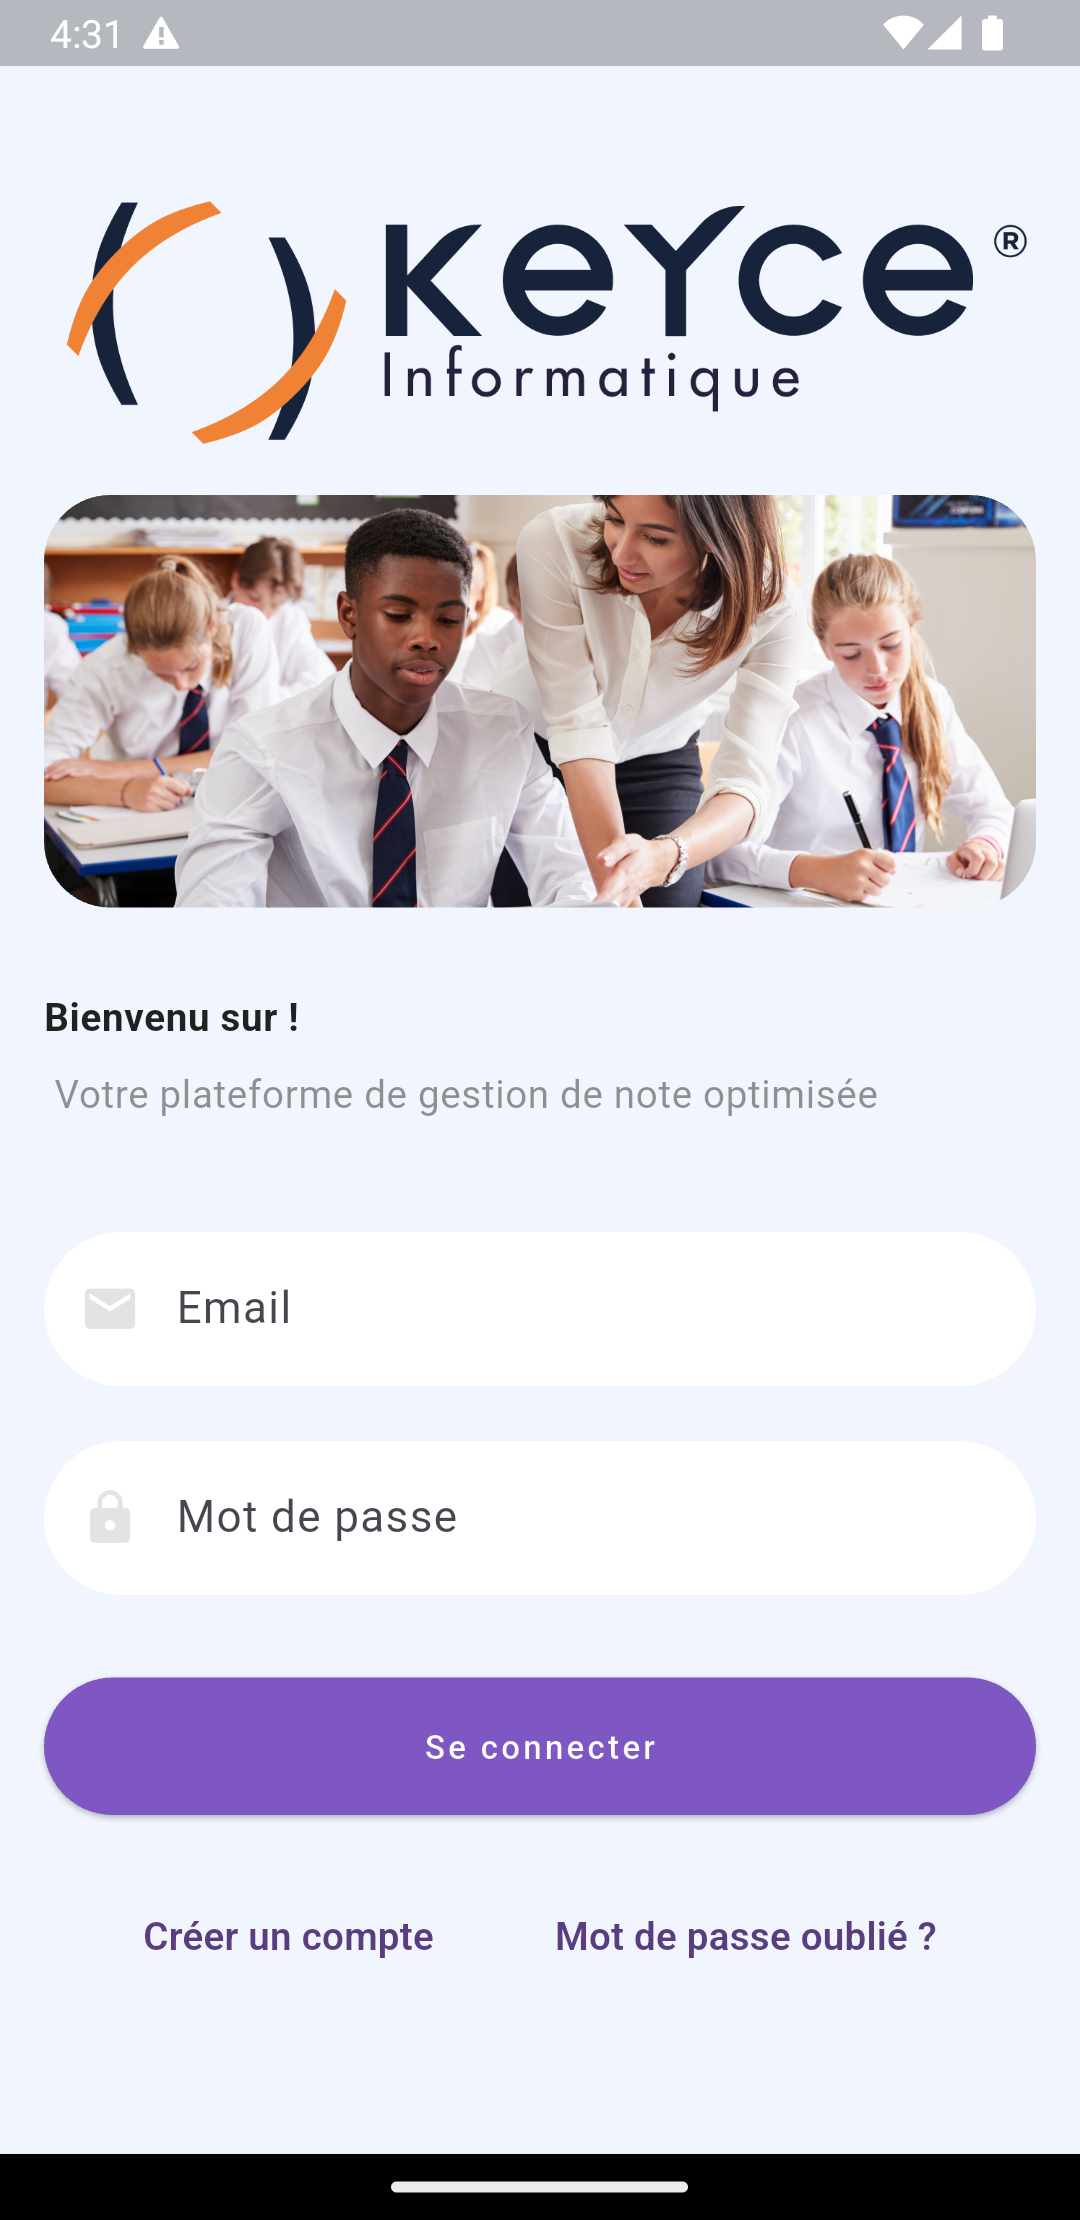 4:31
KEYCE ®
Informatique
Bienvenu sur !
Votre plateforme de gestion de note optimisée
Email
Mot de passe
Se connecter
Créer un compte
Mot de passe oublié ?